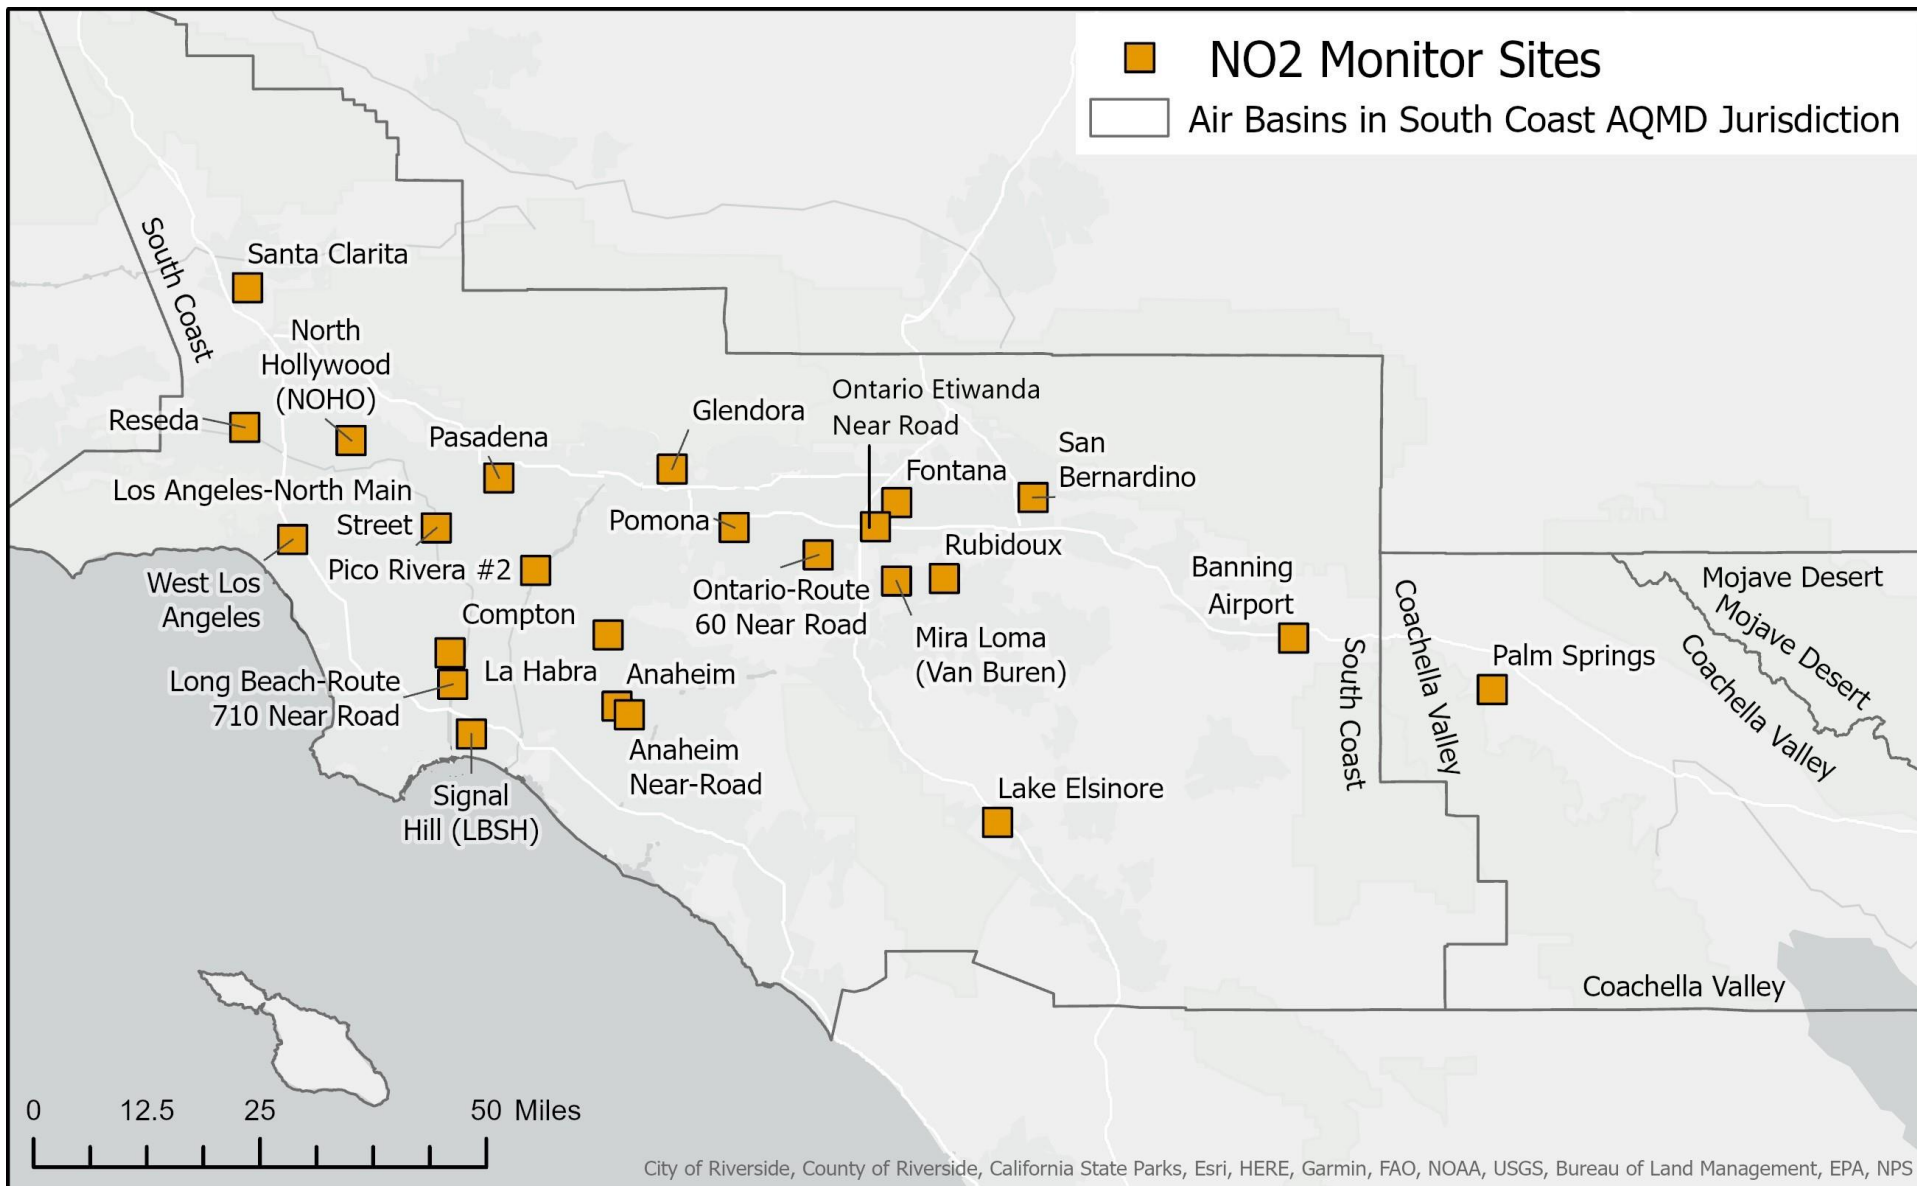 NO2 Monitor Sites
Air Basins in South Coast AQMD Jurisdiction
South Coast
Santa Clarita
North
Hollywood
(NOHO)
Reseda
Pasadena
Glendora
Ontario Etiwanda
Near Road
Fontana
San
Bernardino
Los Angeles-North Main
Street
Pomona
West Los
Angeles
Pico Rivera #2
Ontario-Route
60 Near Road
Rubidoux
Mira Loma
(Van Buren)
Banning
Airport
Compton
La Habra
Anaheim
Long Beach-Route
710 Near Road
Anaheim
Near-Road
Signal
Hill (LBSH)
Lake Elsinore
South Coast
Coachella Valley
Palm Springs
Mojave Desert
Mojave Desert
Coachella Valley
Coachella Valley
0 12.5 25 50 Miles
City of Riverside, County of Riverside, California State Parks, Esri, HERE, Garmin, FAO, NOAA, USGS, Bureau of Land Management, EPA, NPS